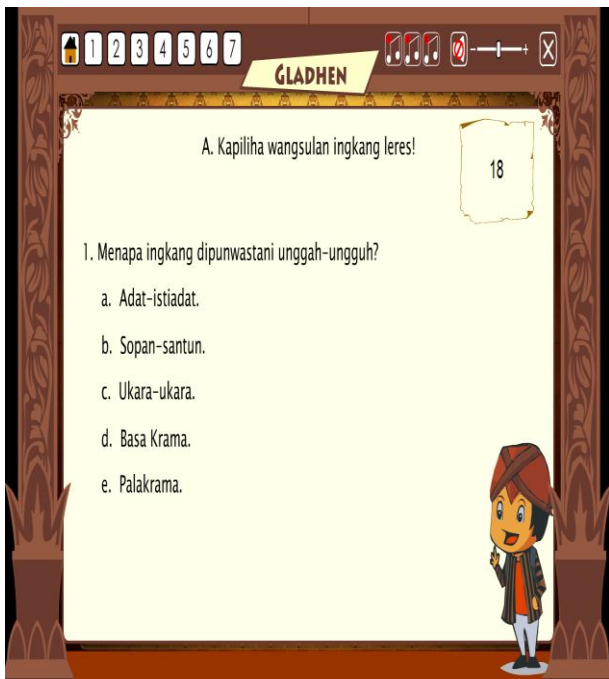 1 2 3 4 5 6 7
GLADHEN
A. Kapiliha wangsulan ingkang leres!
18
1. Menapa ingkang dipunwastani unggah-ungguh?
a. Adat-istiadat.
b. Sopan-santun.
c. Ukara-ukara.
d. Basa Krama.
e. Palakrama.